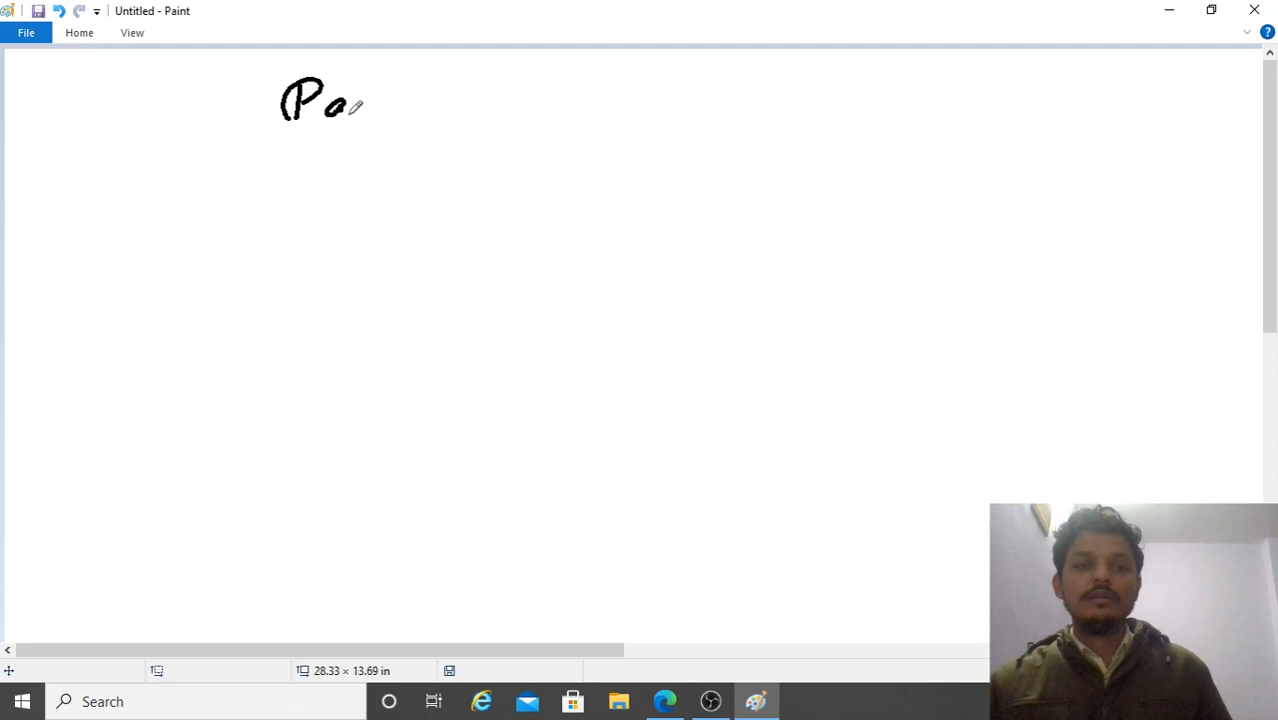 Untitled - Paint
File Home View
Pa
28.33 × 13.69 in
Search